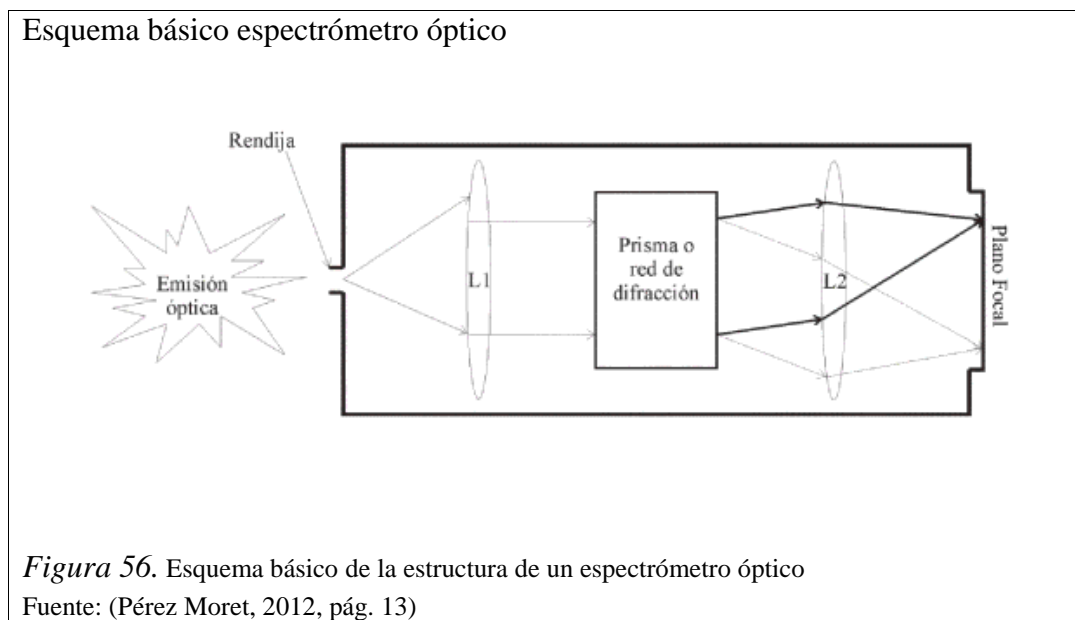 Esquema básico espectrómetro óptico
Rendija
Emisión
óptica
L1
Prisma o
red de
difracción
L2
Plano Focal
Figura 56. Esquema básico de la estructura de un espectrómetro óptico
Fuente: (Pérez Moret, 2012, pág. 13)